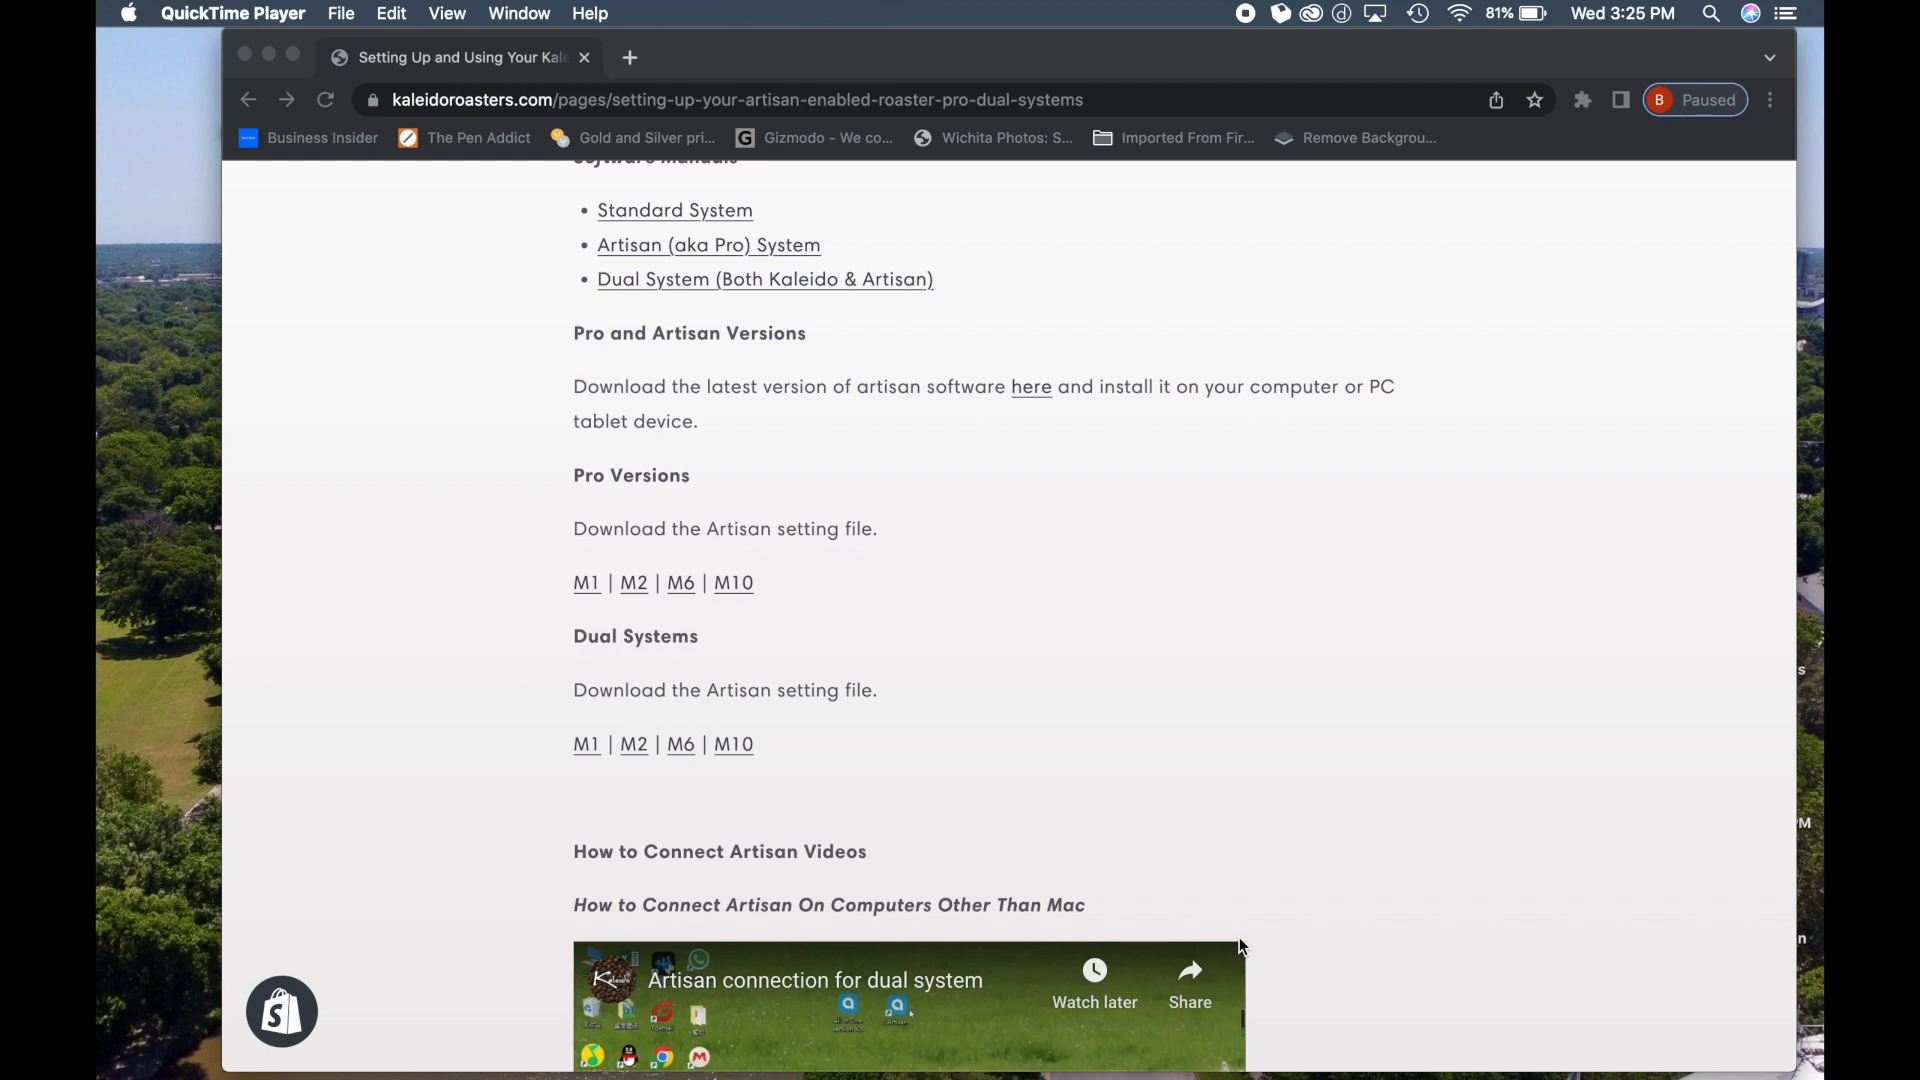 QuickTime Player File Edit View Window Help 81% Wed 3:25 PM
Setting Up and Using Your Kale
kaleidoroasters.com/pages/setting-up-your-artisan-enabled-roaster-pro-dual-systems B Paused
Business Insider The Pen Addict Gold and Silver pri... G Gizmodo - We co... Wichita Photos: S... Imported From Fir... Remove Backgrou...
Software Manuals
• Standard System
• Artisan (aka Pro) System
• Dual System (Both Kaleido & Artisan)
Pro and Artisan Versions
Download the latest version of artisan software here and install it on your computer or PC
tablet device.
Pro Versions
Download the Artisan setting file.
M1 | M2 | M6 | M10
Dual Systems
Download the Artisan setting file.
M1 | M2 | M6 | M10
How to Connect Artisan Videos
How to Connect Artisan On Computers Other Than Mac
Kaleido Artisan connection for dual system
Watch later Share